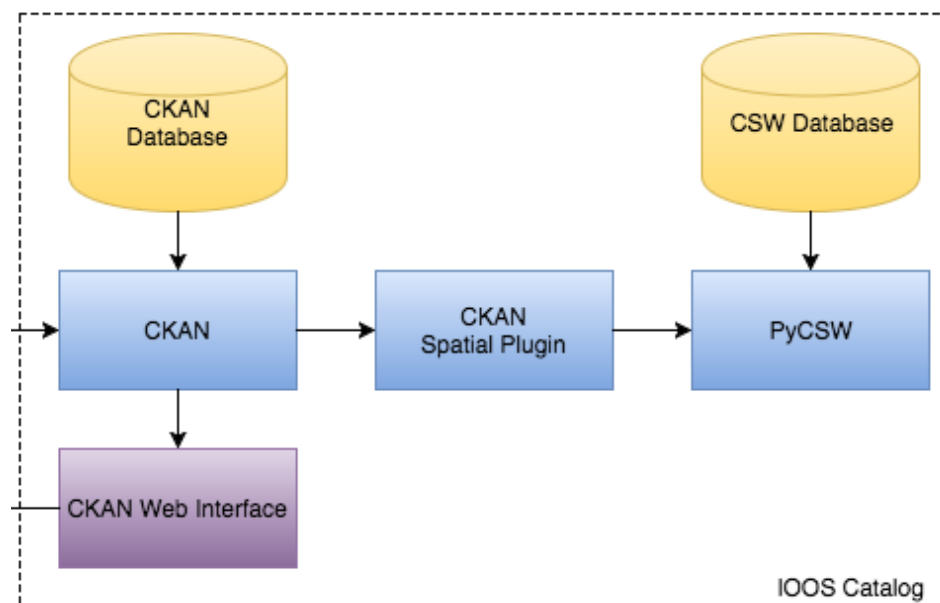 CKAN
Database
CSW Database
CKAN
CKAN
Spatial Plugin
PyCSW
CKAN Web Interface
IOOS Catalog